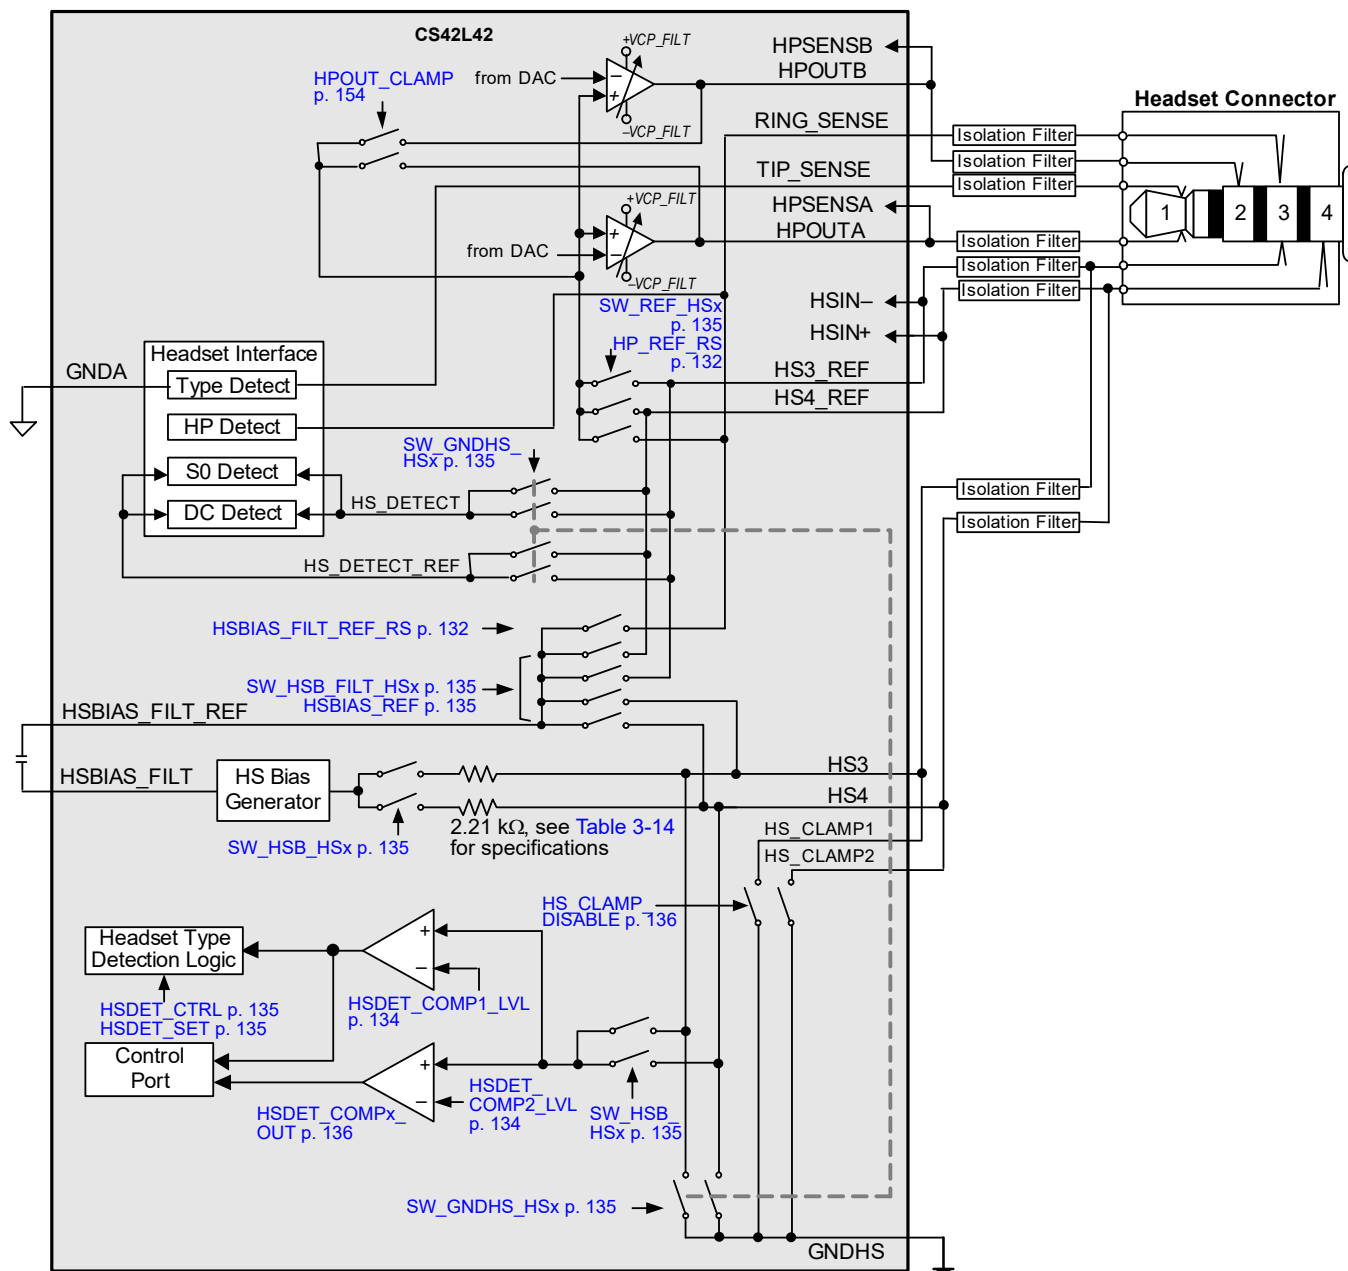 CS42L42
+VCP_FILT
HPSENSB
HPOUTB
HPOUT_CLAMP
p. 154
from DAC
–
+
–VCP_FILT
Headset Connector
RING_SENSE
Isolation Filter
Isolation Filter
TIP_SENSE
Isolation Filter
+VCP_FILT
HPSENSA
HPOUTA
1
2
3
4
+
–
from DAC
Isolation Filter
Isolation Filter
Isolation Filter
–VCP_FILT
SW_REF_HSx
p. 135
HP_REF_RS
p. 132
HSIN–
HSIN+
Headset Interface
GNDA
Type Detect
HP Detect
S0 Detect
DC Detect
HS3_REF
HS4_REF
SW_GNDHS_
HSx p. 135
HS_DETECT
HS_DETECT_REF
Isolation Filter
Isolation Filter
HSBIAS_FILT_REF_RS p. 132
SW_HSB_FILT_HSx p. 135
HSBIAS_REF p. 135
HSBIAS_FILT_REF
HSBIAS_FILT
HS Bias
Generator
HS3
HS4
2.21 kΩ, see Table 3-14
for specifications
SW_HSB_HSx p. 135
HS_CLAMP1
HS_CLAMP2
HS_CLAMP_
DISABLE p. 136
Headset Type
Detection Logic
+
–
HSDET_CTRL p. 135
HSDET_SET p. 135
HSDET_COMP1_LVL
p. 134
Control
Port
+
–
HSDET_
COMP2_LVL
p. 134
HSDET_COMPx_
OUT p. 136
SW_HSB_
HSx p. 135
SW_GNDHS_HSx p. 135
GNDHS